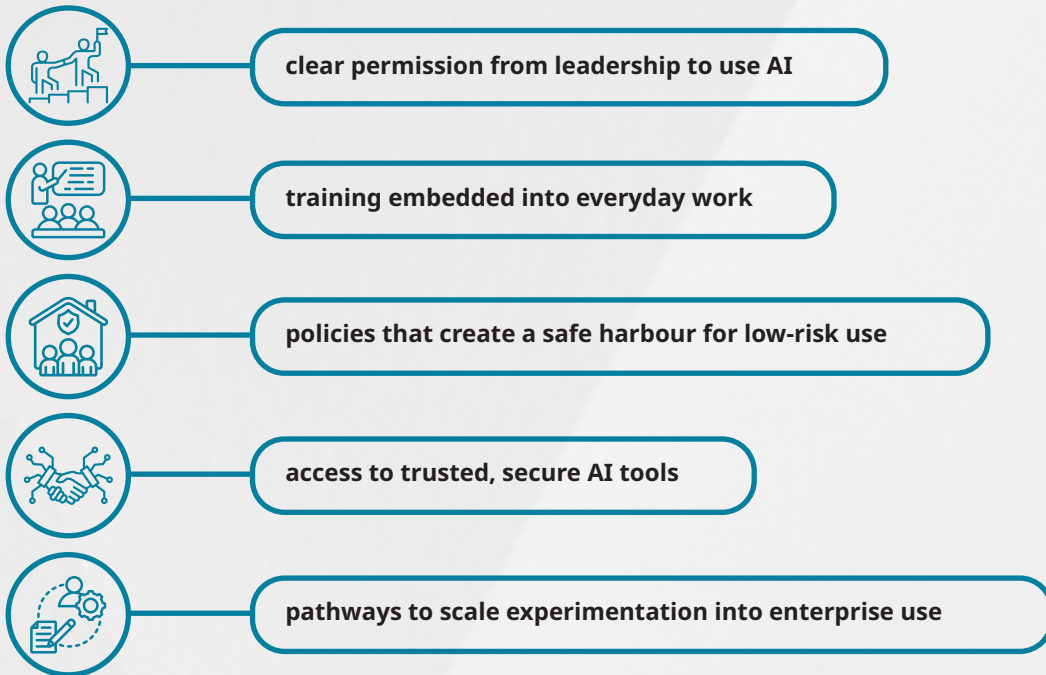 clear permission from leadership to use AI
training embedded into everyday work
policies that create a safe harbour for low-risk use
access to trusted, secure AI tools
pathways to scale experimentation into enterprise use